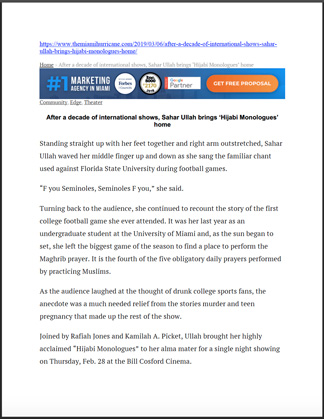 https://www.themiamihurricane.com/2019/03/06/after-a-decade-of-international-shows-sahar-
ullah-brings-hijabi-monologues-home/
Home > After a decade of international shows, Sahar Ullah brings ‘Hijabi Monologues’ home
#1 MARKETING AGENCY IN MIAMI
Forbes
Inc. 5000
Google Partner
GET FREE PROPOSAL
Community, Edge, Theater
After a decade of international shows, Sahar Ullah brings ‘Hijabi Monologues’
home
Standing straight up with her feet together and right arm outstretched, Sahar
Ullah waved her middle finger up and down as she sang the familiar chant
used against Florida State University during football games.
“F you Seminoles, Seminoles F you,” she said.
Turning back to the audience, she continued to recount the story of the first
college football game she ever attended. It was her last year as an
undergraduate student at the University of Miami and, as the sun began to
set, she left the biggest game of the season to find a place to perform the
Maghrib prayer. It is the fourth of the five obligatory daily prayers performed
by practicing Muslims.
As the audience laughed at the thought of drunk college sports fans, the
anecdote was a much needed relief from the stories murder and teen
pregnancy that made up the rest of the show.
Joined by Rafiah Jones and Kamilah A. Picket, Ullah brought her highly
acclaimed “Hijabi Monologues” to her alma mater for a single night showing
on Thursday, Feb. 28 at the Bill Cosford Cinema.